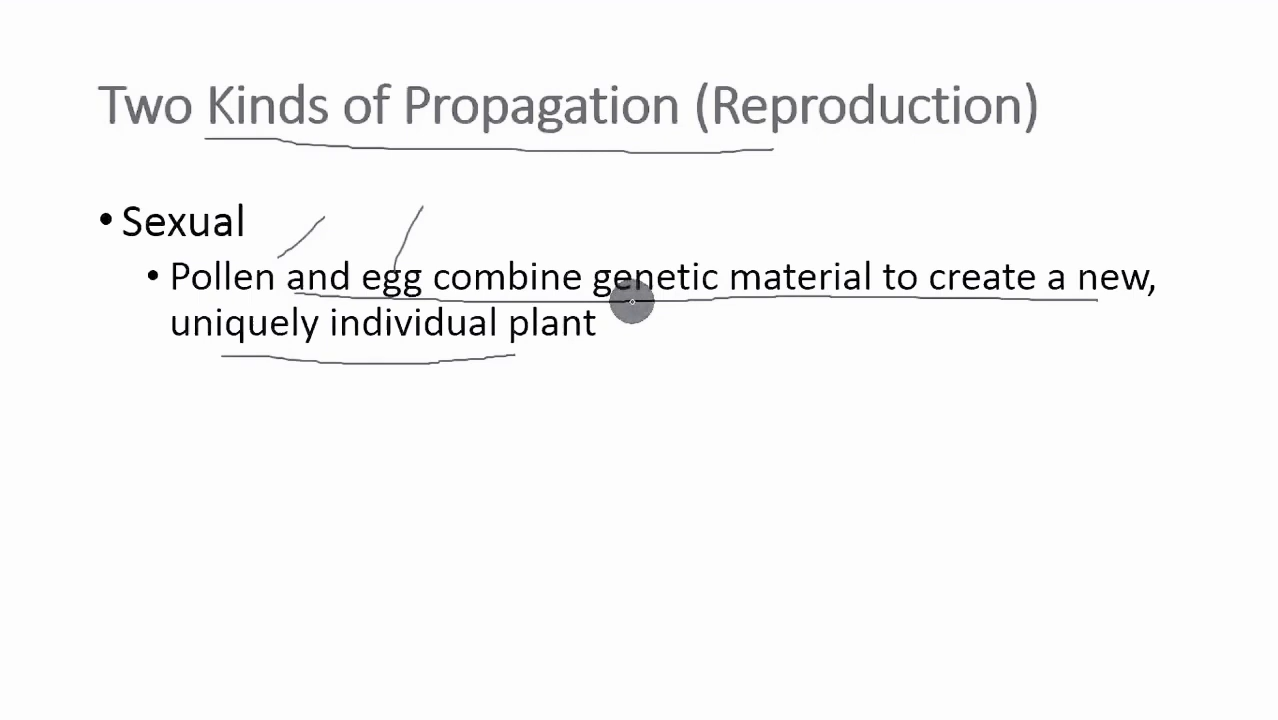 Two Kinds of Propagation (Reproduction)
• Sexual
• Pollen and egg combine genetic material to create a new,
uniquely individual plant